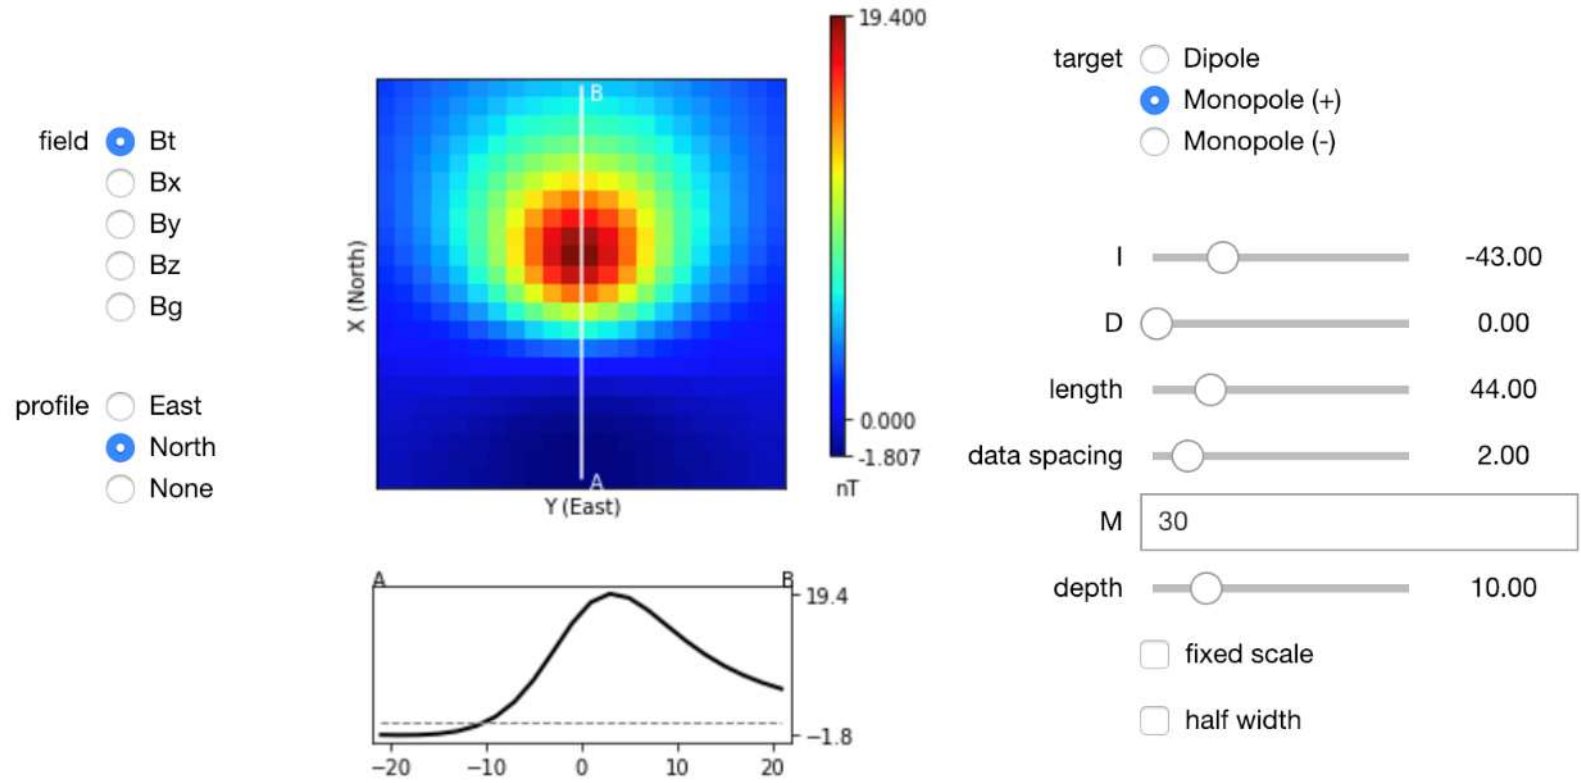 field
Bt
Bx
By
Bz
Bg
profile
East
North
None
X (North)
B
A
Y (East)
19.400
0.000
-1.807
nT
A
B
19.4
−1.8
−20
−10
0
10
20
target
Dipole
Monopole (+)
Monopole (-)
I
-43.00
D
0.00
length
44.00
data spacing
2.00
M
30
depth
10.00
fixed scale
half width